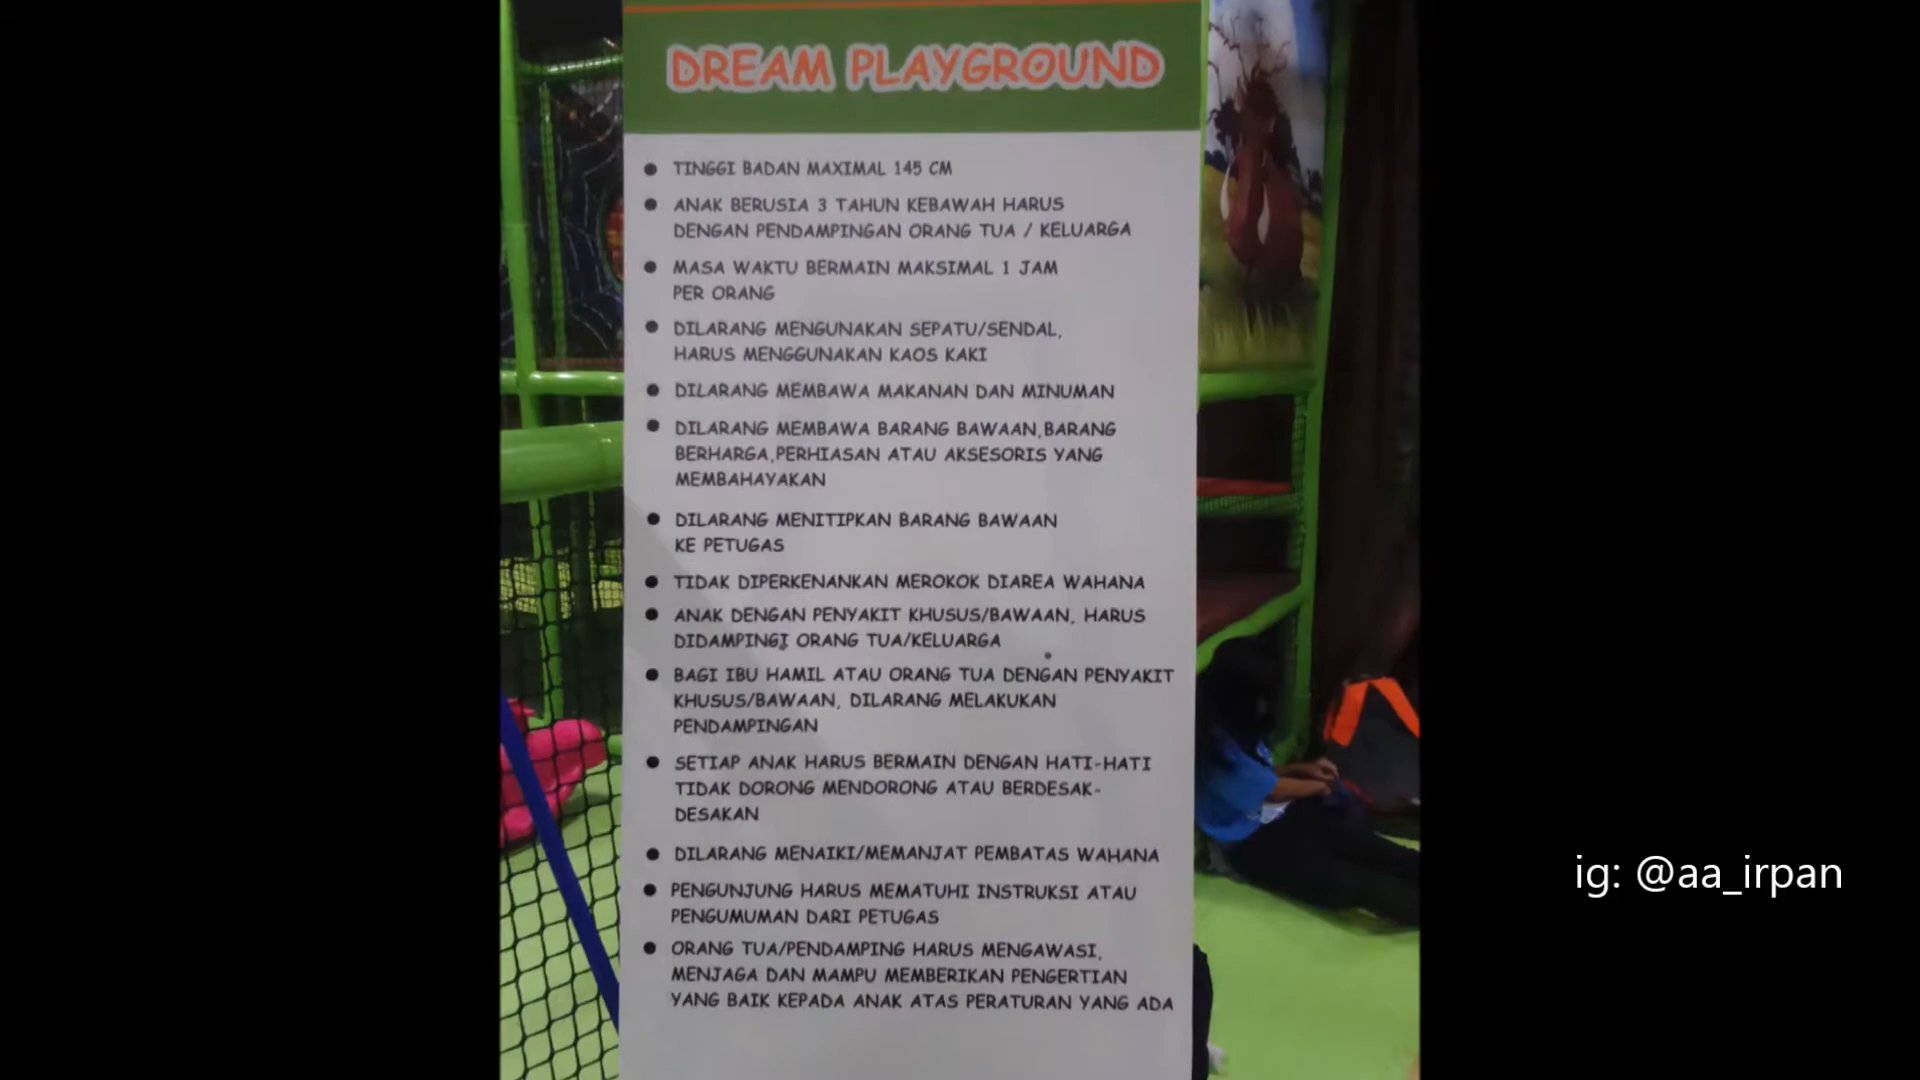 DREAM PLAYGROUND
● TINGGI BADAN MAXIMAL 145 CM
● ANAK BERUSIA 3 TAHUN KEBAWAH HARUS
DENGAN PENDAMPINGAN ORANG TUA / KELUARGA
● MASA WAKTU BERMAIN MAKSIMAL 1 JAM
PER ORANG
● DILARANG MENGUNAKAN SEPATU/SENDAL,
HARUS MENGGUNAKAN KAOS KAKI
● DILARANG MEMBAWA MAKANAN DAN MINUMAN
● DILARANG MEMBAWA BARANG BAWAAN,BARANG
BERHARGA,PERHIASAN ATAU AKSESORIS YANG
MEMBAHAYAKAN
● DILARANG MENITIPKAN BARANG BAWAAN
KE PETUGAS
● TIDAK DIPERKENANKAN MEROKOK DIAREA WAHANA
● ANAK DENGAN PENYAKIT KHUSUS/BAWAAN, HARUS
DIDAMPINGI ORANG TUA/KELUARGA
● BAGI IBU HAMIL ATAU ORANG TUA DENGAN PENYAKIT
KHUSUS/BAWAAN, DILARANG MELAKUKAN
PENDAMPINGAN
● SETIAP ANAK HARUS BERMAIN DENGAN HATI-HATI
TIDAK DORONG MENDORONG ATAU BERDESAK-
DESAKAN
● DILARANG MENAIKI/MEMANJAT PEMBATAS WAHANA
● PENGUNJUNG HARUS MEMATUHI INSTRUKSI ATAU
PENGUMUMAN DARI PETUGAS
● ORANG TUA/PENDAMPING HARUS MENGAWASI,
MENJAGA DAN MAMPU MEMBERIKAN PENGERTIAN
YANG BAIK KEPADA ANAK ATAS PERATURAN YANG ADA
ig: @aa_irpan